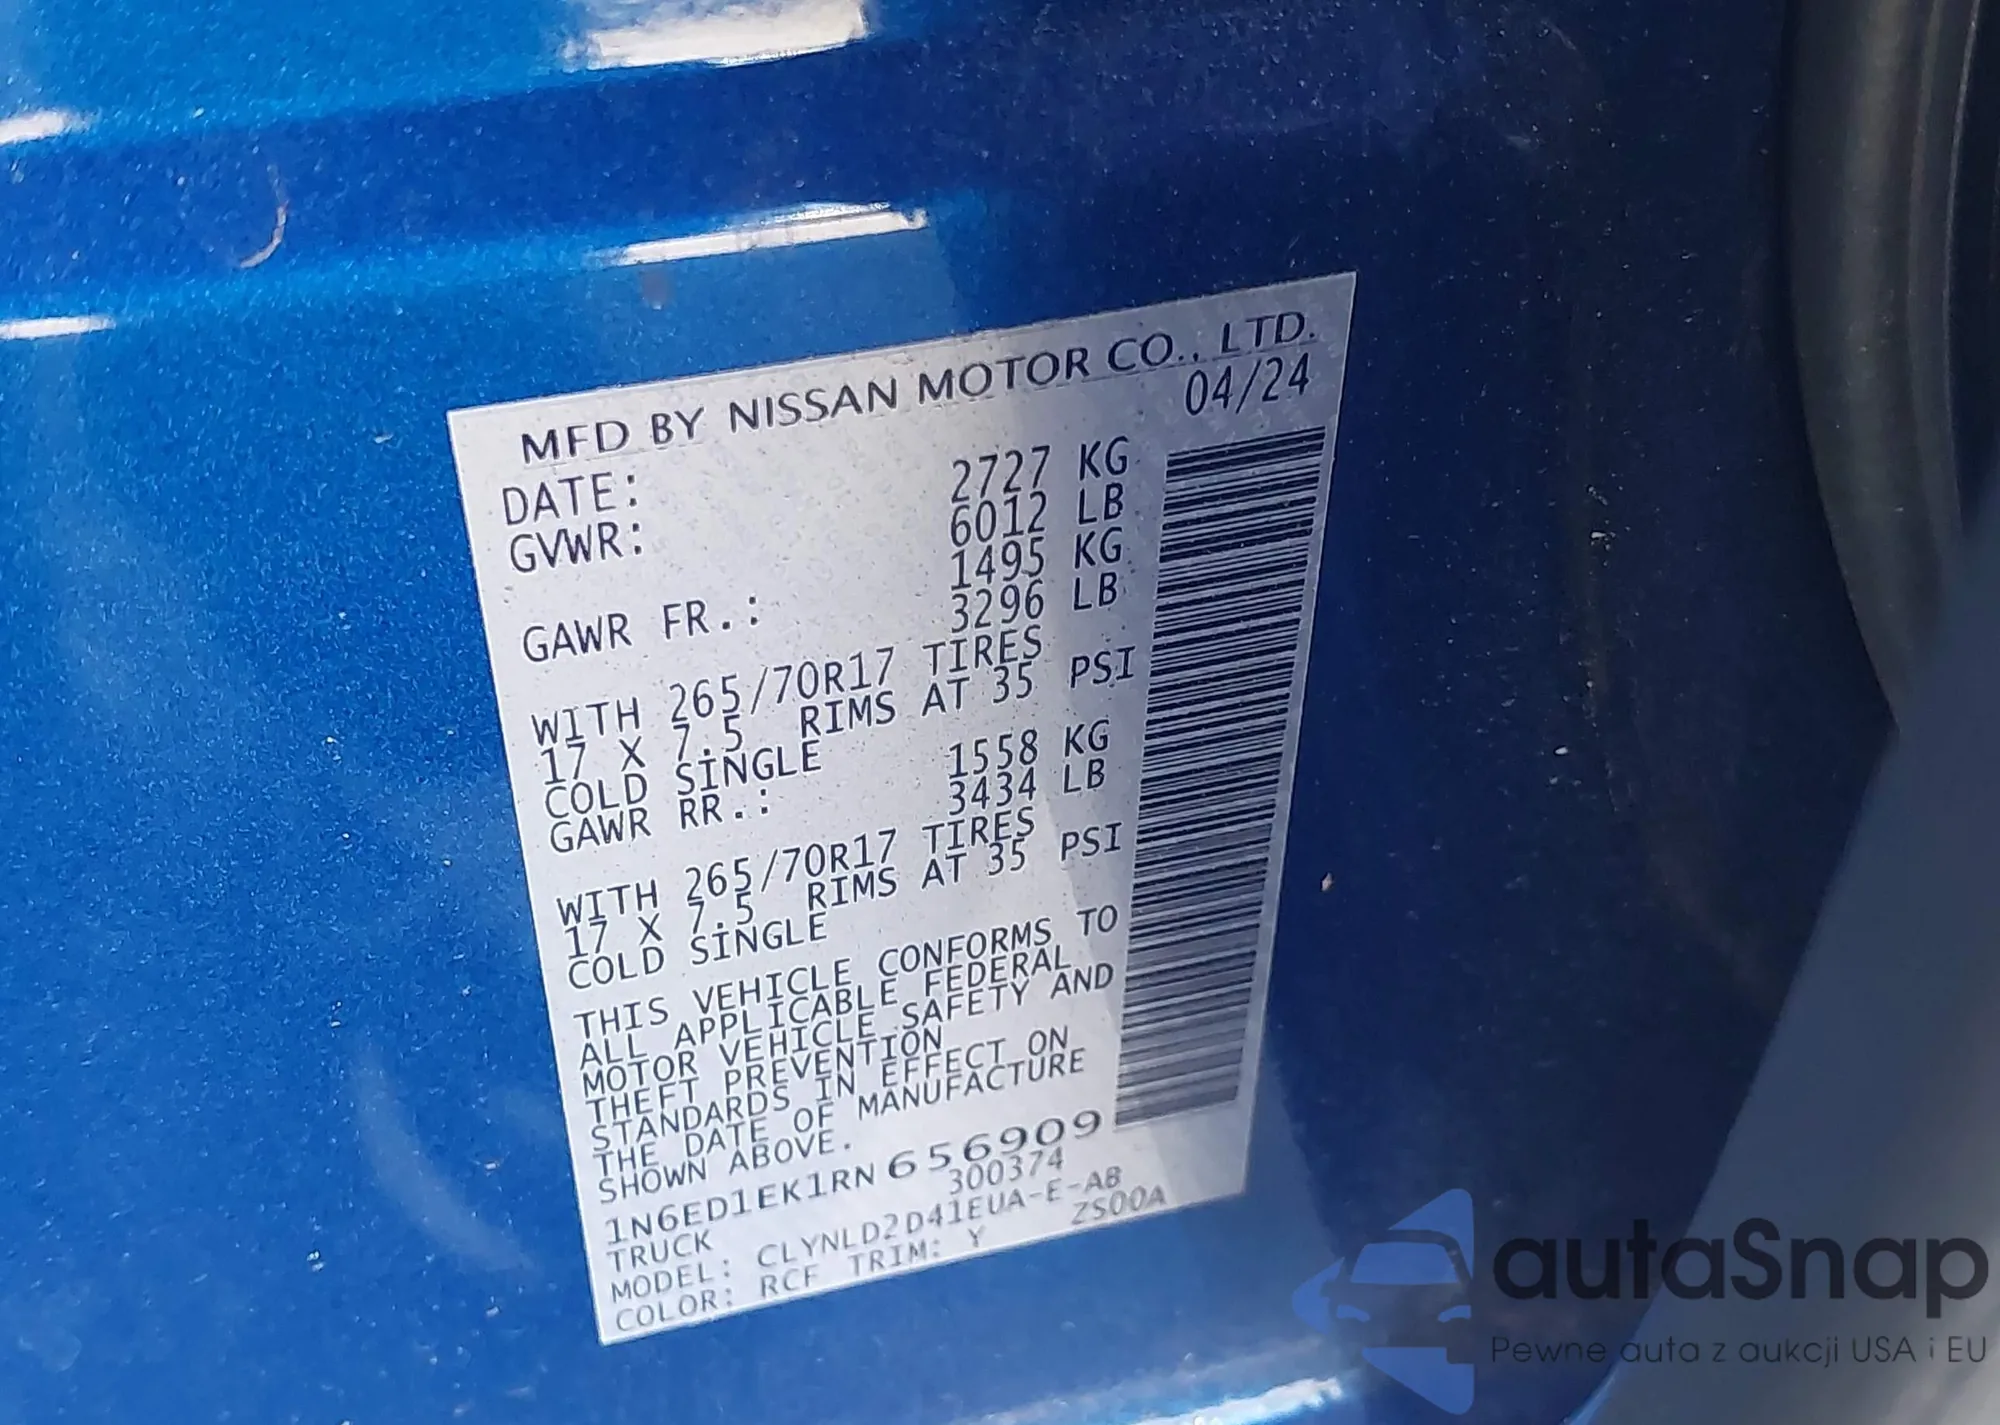 MFD BY NISSAN MOTOR CO., LTD.
DATE: 04/24
GVWR: 2727 KG
6012 LB
GAWR FR.: 1495 KG
3296 LB
WITH 265/70R17 TIRES
17 X 7.5 RIMS AT 35 PSI
COLD SINGLE
GAWR RR.: 1558 KG
3434 LB
WITH 265/70R17 TIRES
17 X 7.5 RIMS AT 35 PSI
COLD SINGLE
THIS VEHICLE CONFORMS TO
ALL APPLICABLE FEDERAL
MOTOR VEHICLE SAFETY AND
THEFT PREVENTION
STANDARDS IN EFFECT ON
THE DATE OF MANUFACTURE
SHOWN ABOVE.
1N6ED1EK1RN656909
TRUCK 300374
MODEL: CLYNLD2D41EUA-E-AB
COLOR: RCF TRIM: Y ZS00A
autoSnap
Pewne auta z aukcji USA i EU